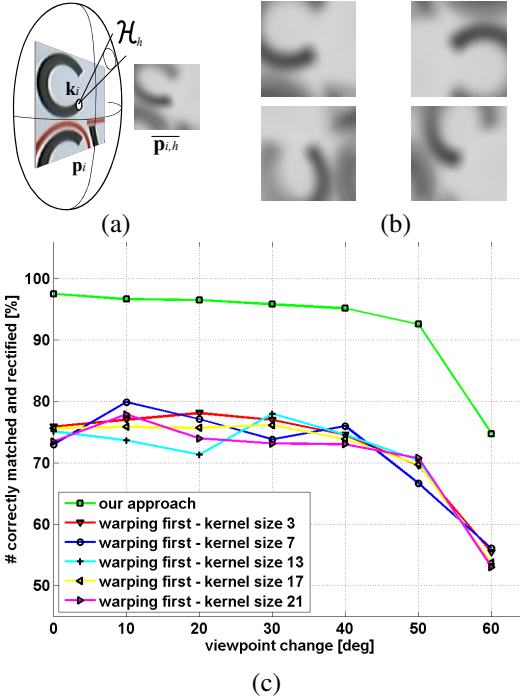 ℋh
ki
pi
pi,h
(a)
(b)
# correctly matched and rectified [%]
100
90
80
70
60
50
our approach
warping first - kernel size 3
warping first - kernel size 7
warping first - kernel size 13
warping first - kernel size 17
warping first - kernel size 21
0 10 20 30 40 50 60
viewpoint change [deg]
(c)